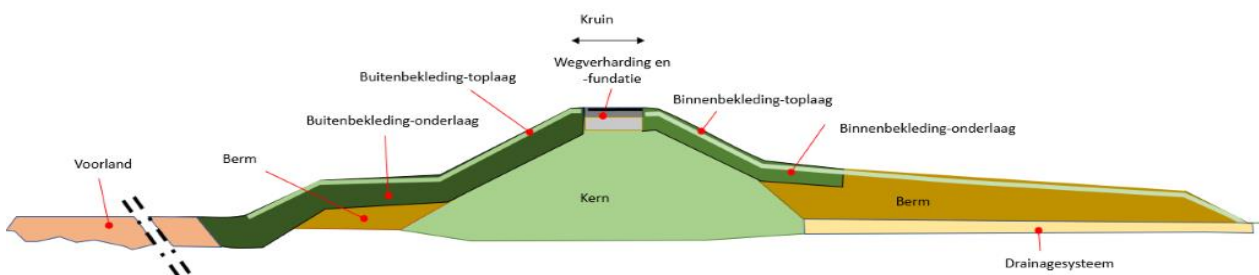 Kruin
Wegverharding en
-fundatie
Buitenbekleding-toplaag
Binnenbekleding-toplaag
Buitenbekleding-onderlaag
Binnenbekleding-onderlaag
Berm
Voorland
Kern
Berm
Drainagesysteem